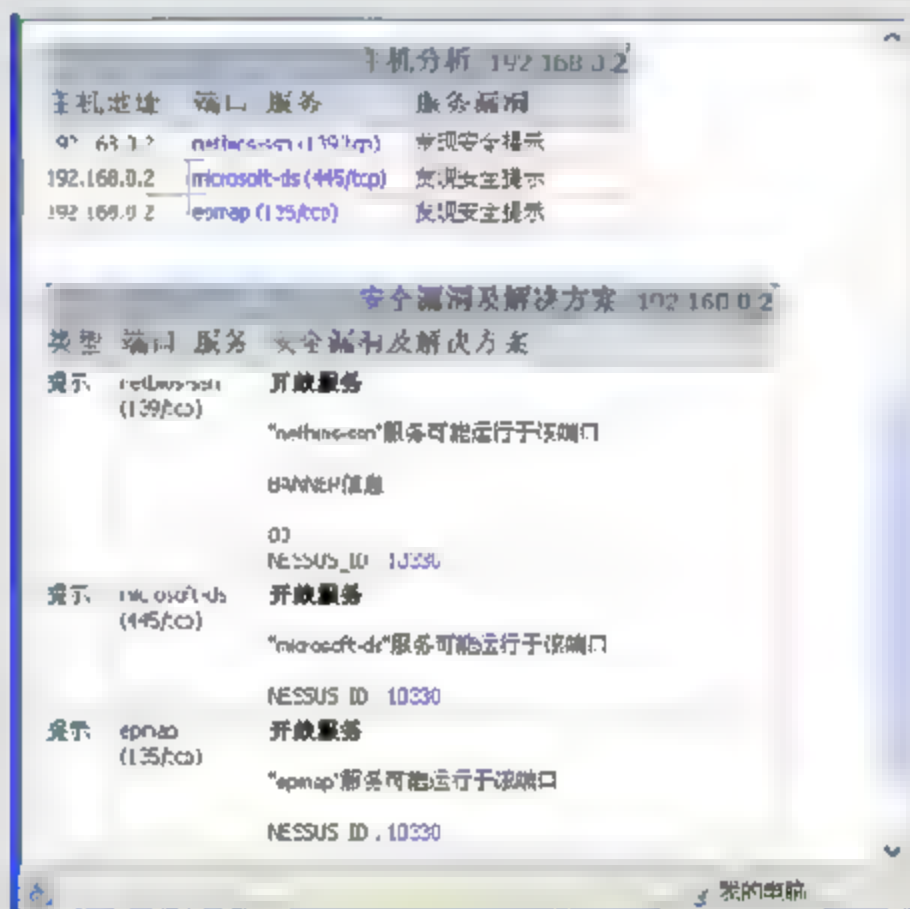 主机分析 192.168.0.2
主机地址 端口 服务 服务漏洞
192.168.0.2 netbios-ssn (139/tcp) 发现安全提示
192.168.0.2 microsoft-ds (445/tcp) 发现安全提示
192.168.0.2 epmap (135/tcp) 发现安全提示
安全漏洞及解决方案 192.168.0.2
类型 端口 服务 安全漏洞及解决方案
提示 netbios-ssn 开放服务
(139/tcp)
"netbios-ssn"服务可能运行于该端口
BANNER信息
NESSUS_ID : 10330
提示 microsoft-ds 开放服务
(445/tcp)
"microsoft-ds"服务可能运行于该端口
NESSUS_ID : 10330
提示 epmap 开放服务
(135/tcp)
"epmap"服务可能运行于该端口
NESSUS_ID : 10330
我的电脑